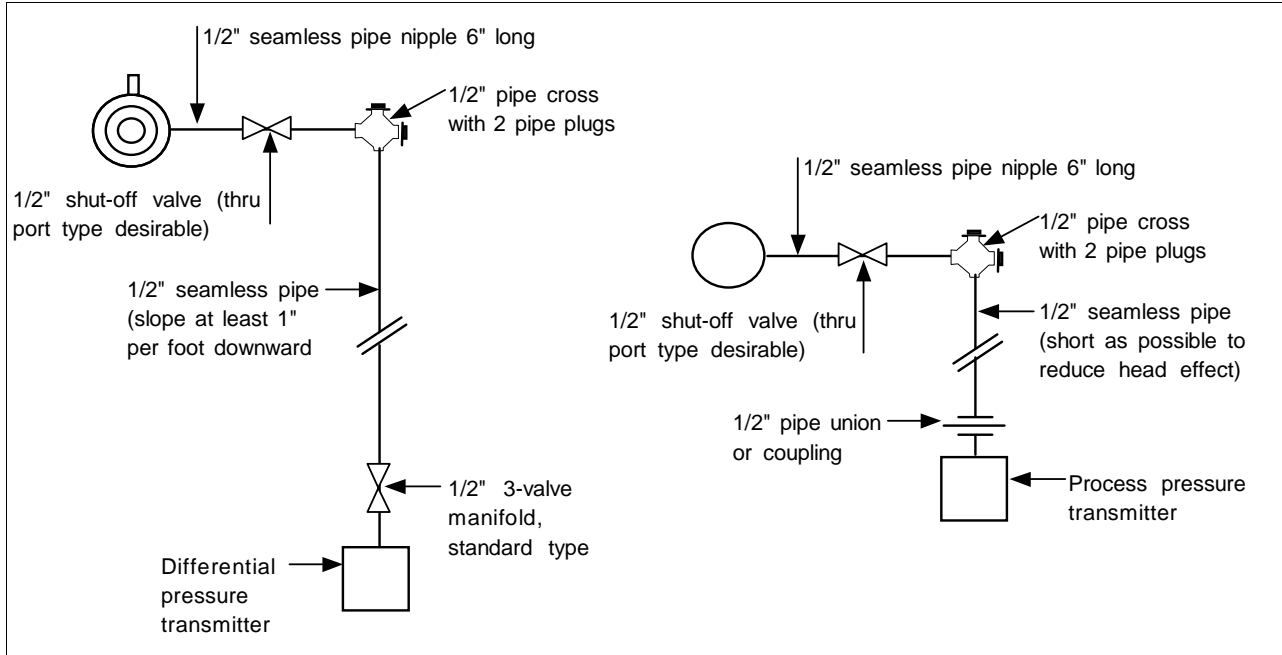 1/2" seamless pipe nipple 6" long
1/2" pipe cross
with 2 pipe plugs
1/2" shut-off valve (thru
port type desirable)
1/2" seamless pipe
(slope at least 1"
per foot downward
1/2" 3-valve
manifold,
standard type
Differential
pressure
transmitter
1/2" seamless pipe nipple 6" long
1/2" pipe cross
with 2 pipe plugs
1/2" shut-off valve (thru
port type desirable)
1/2" seamless pipe
(short as possible to
reduce head effect)
1/2" pipe union
or coupling
Process pressure
transmitter